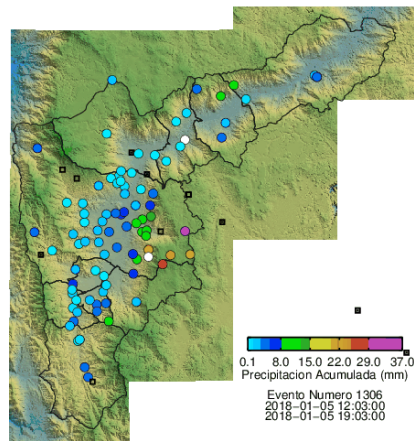 0.1 8.0 15.0 22.0 29.0 37.0
Precipitacion Acumulada (mm)
Evento Numero 1306
2018-01-05 12:03:00
2018-01-05 19:03:00